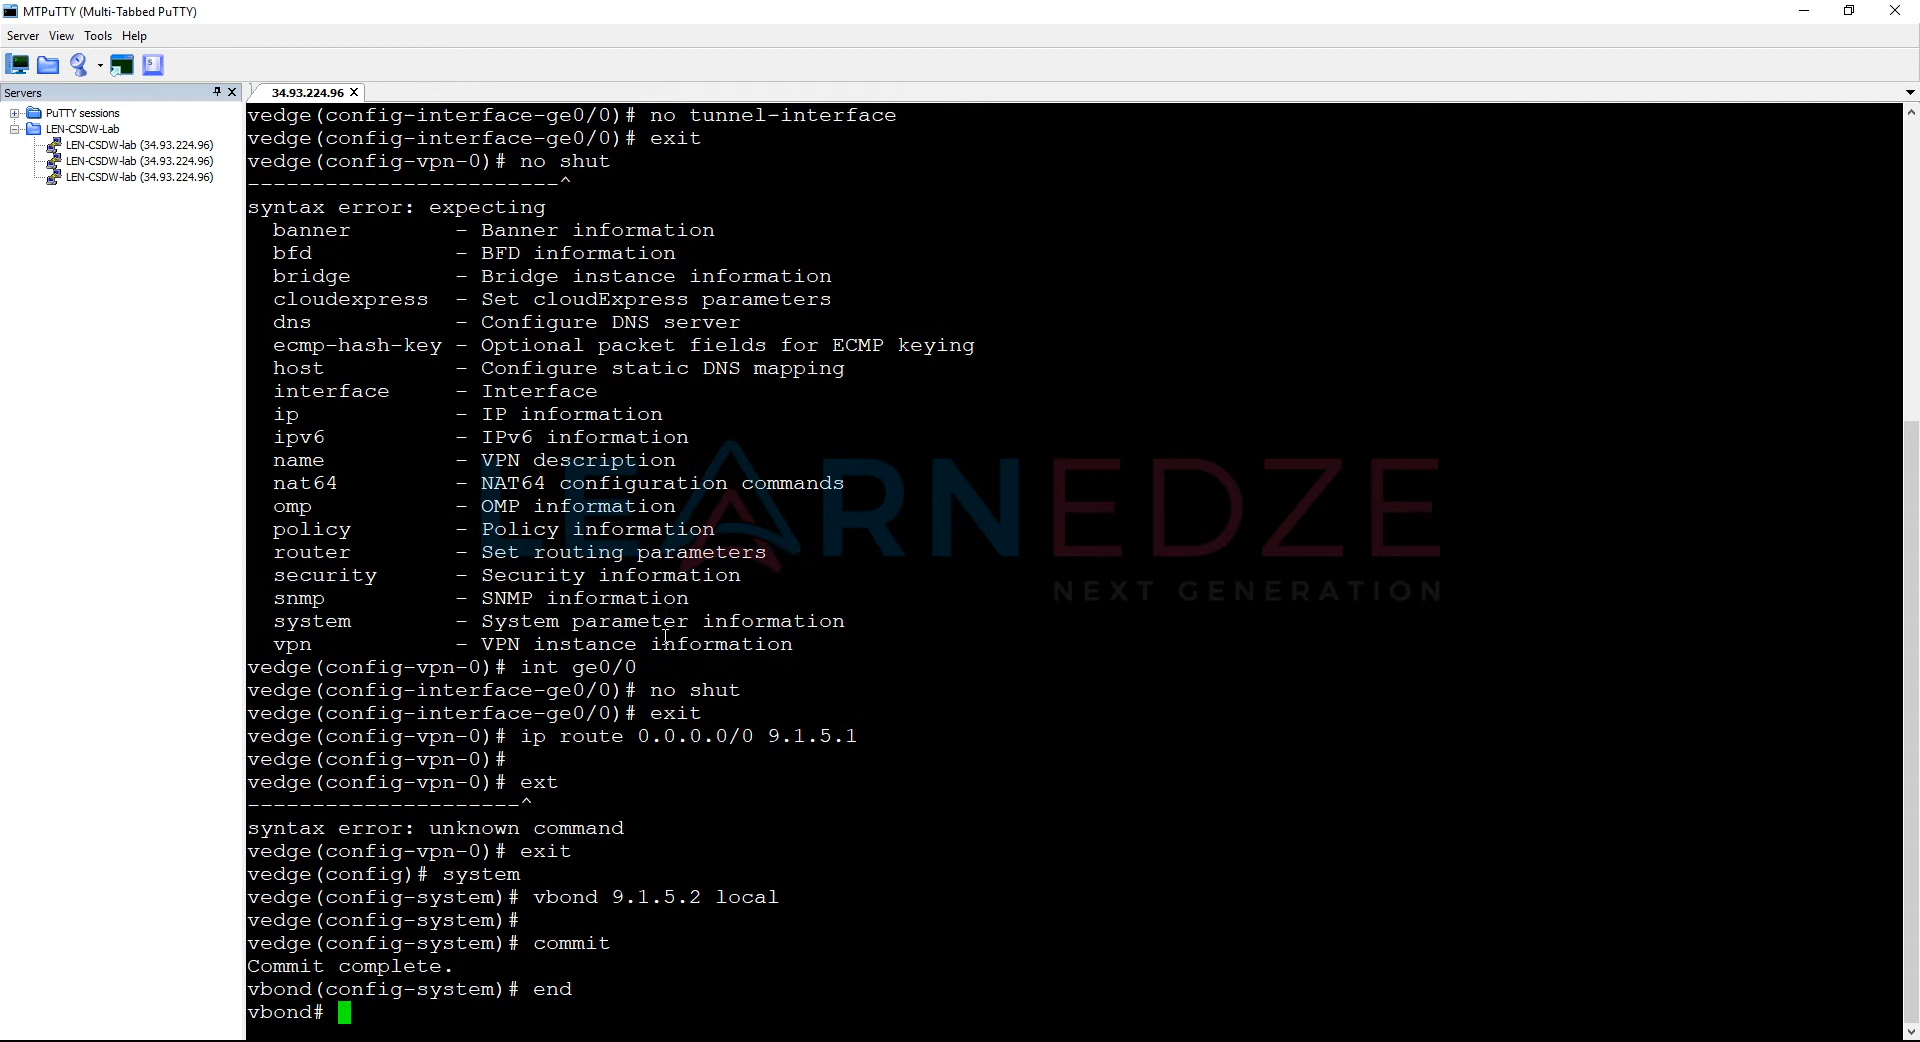 MTPuTTY (Multi-Tabbed PuTTY)
Server View Tools Help
Servers
PuTTY sessions
LEN-CSDW-Lab
LEN-CSDW-lab (34.93.224.96)
LEN-CSDW-lab (34.93.224.96)
LEN-CSDW-lab (34.93.224.96)
34.93.224.96
vedge(config-interface-ge0/0)# no tunnel-interface
vedge(config-interface-ge0/0)# exit
vedge(config-vpn-0)# no shut
------------------------^
syntax error: expecting
banner - Banner information
bfd - BFD information
bridge - Bridge instance information
cloudexpress - Set cloudExpress parameters
dns - Configure DNS server
ecmp-hash-key - Optional packet fields for ECMP keying
host - Configure static DNS mapping
interface - Interface
ip - IP information
ipv6 - IPv6 information
name - VPN description
nat64 - NAT64 configuration commands
omp - OMP information
policy - Policy information
router - Set routing parameters
security - Security information
snmp - SNMP information
system - System parameter information
vpn - VPN instance information
vedge(config-vpn-0)# int ge0/0
vedge(config-interface-ge0/0)# no shut
vedge(config-interface-ge0/0)# exit
vedge(config-vpn-0)# ip route 0.0.0.0/0 9.1.5.1
vedge(config-vpn-0)#
vedge(config-vpn-0)# ext
---------------------^
syntax error: unknown command
vedge(config-vpn-0)# exit
vedge(config)# system
vedge(config-system)# vbond 9.1.5.2 local
vedge(config-system)#
vedge(config-system)# commit
Commit complete.
vbond(config-system)# end
vbond#
LEARNEDZE
NEXT GENERATION